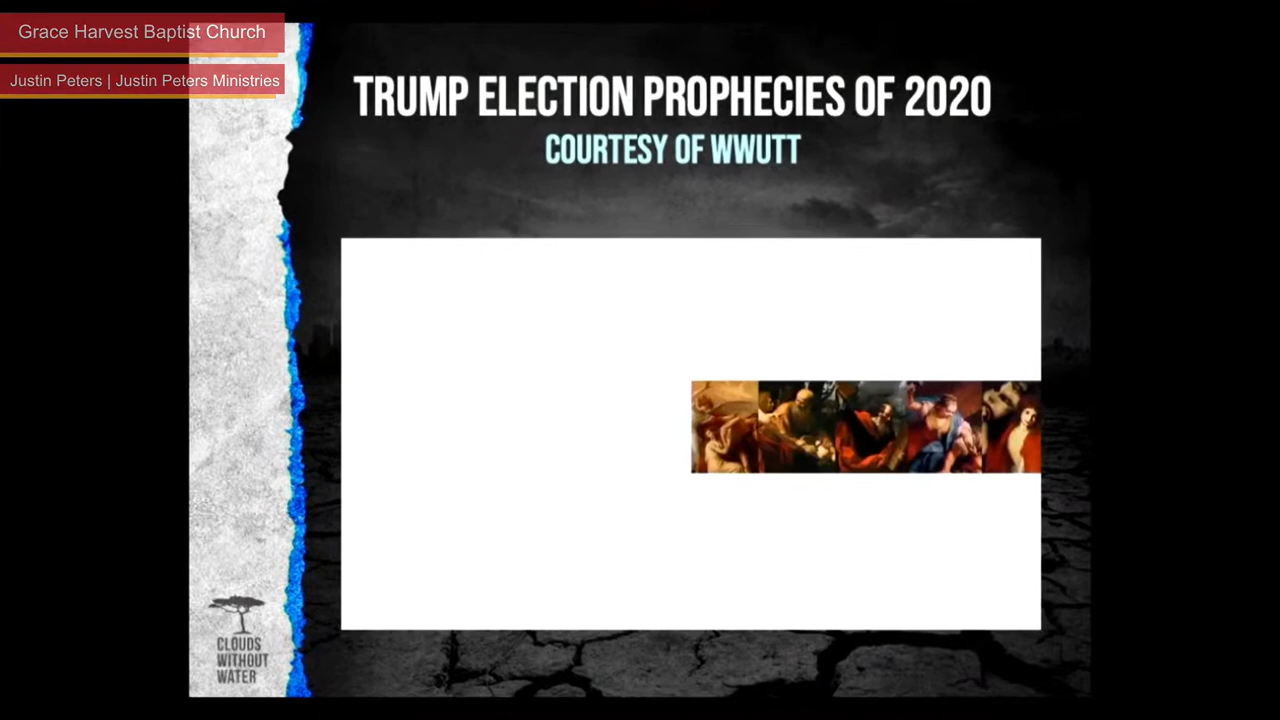 Grace Harvest Baptist Church
Justin Peters | Justin Peters Ministries
TRUMP ELECTION PROPHECIES OF 2020
COURTESY OF WWUTT
CLOUDS
WITHOUT
WATER